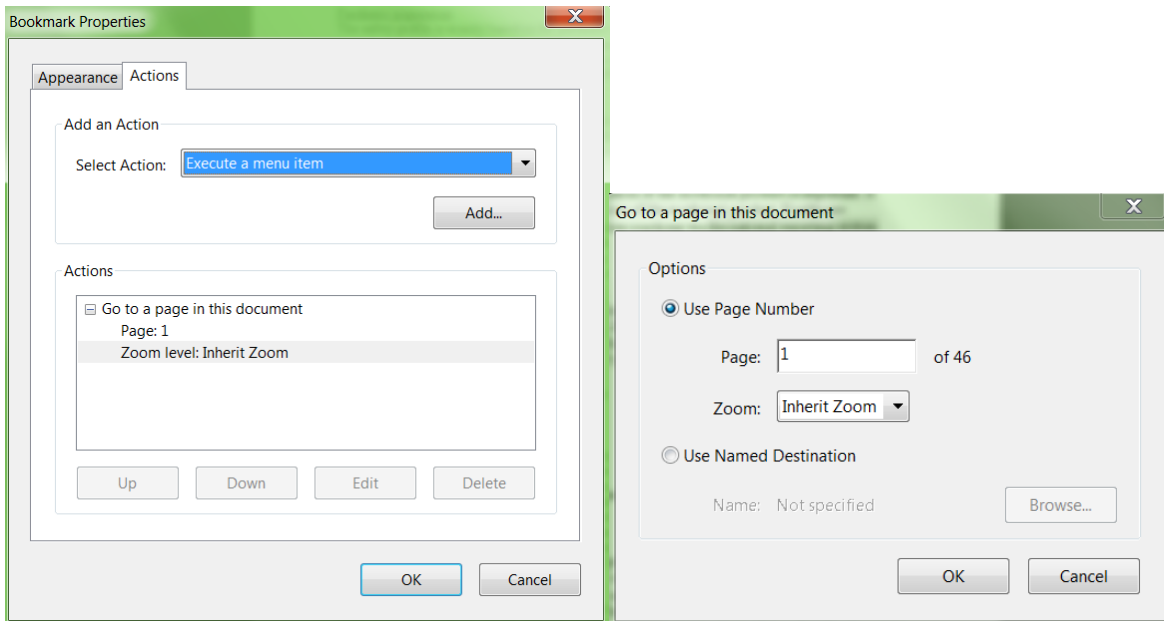 Bookmark Properties
Appearance
Actions
Add an Action
Select Action:
Execute a menu item
Add...
Actions
Go to a page in this document
Page: 1
Zoom level: Inherit Zoom
Up
Down
Edit
Delete
OK
Cancel
Go to a page in this document
Options
Use Page Number
Page: 1 of 46
Zoom: Inherit Zoom
Use Named Destination
Name: Not specified
Browse...
OK
Cancel